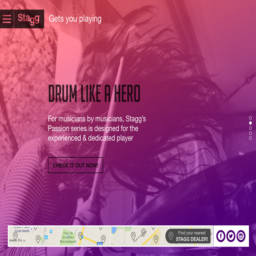 Stagg
Gets you playing
DRUM LIKE A HERO
For musicians by musicians, Stagg's
Passion series is designed for the
experienced & dedicated player
CHECK IT OUT NOW!
Find your nearest
STAGG DEALER!